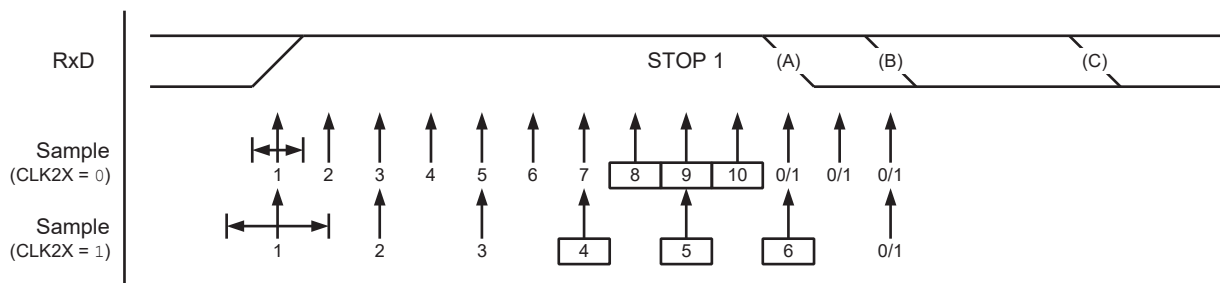 RxD
STOP 1
(A)
(B)
(C)
Sample
(CLK2X = 0)
1 2 3 4 5 6 7 8 9 10 0/1 0/1 0/1
Sample
(CLK2X = 1)
1 2 3 4 5 6 0/1